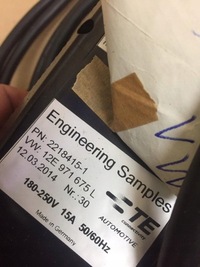 Engineering Samples
PN: 2218415-1
VW: 12E 971 675 L
12.03.2014 Nr.: 30
180-250V 15A 50/60Hz
Made in Germany
TE
connectivity
AUTOMOTIVE